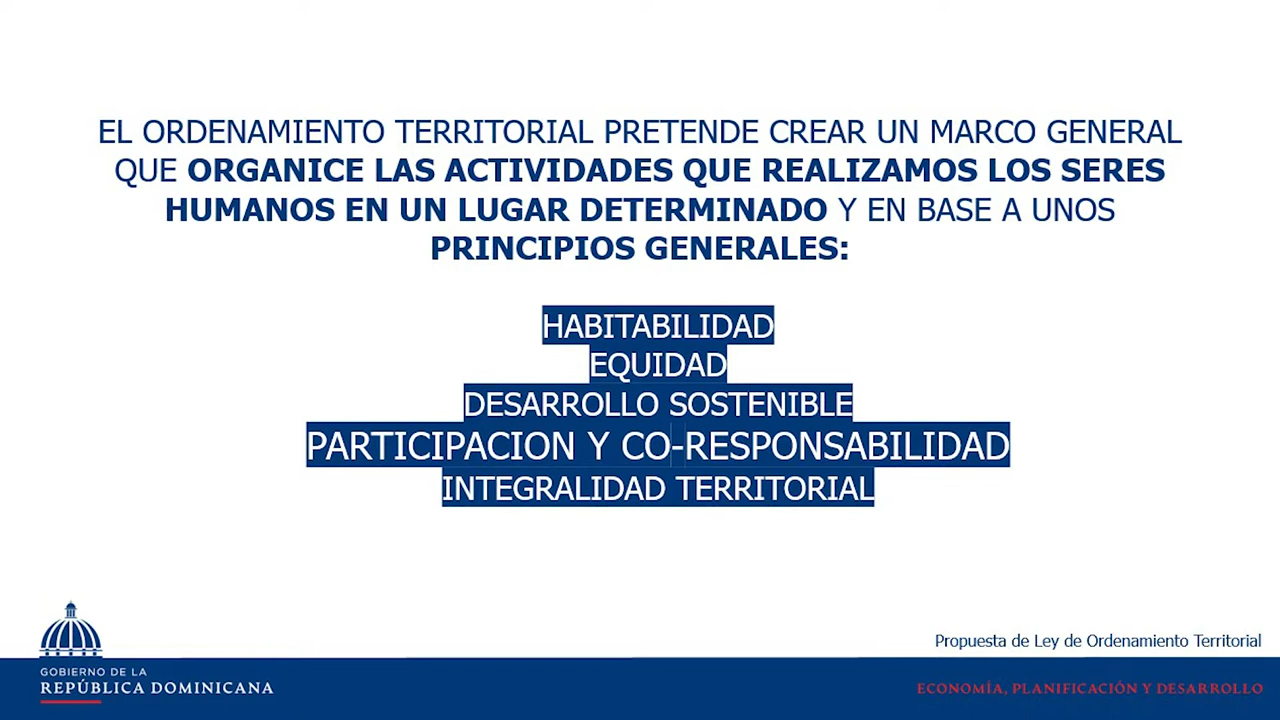 EL ORDENAMIENTO TERRITORIAL PRETENDE CREAR UN MARCO GENERAL
QUE ORGANICE LAS ACTIVIDADES QUE REALIZAMOS LOS SERES
HUMANOS EN UN LUGAR DETERMINADO Y EN BASE A UNOS
PRINCIPIOS GENERALES:
HABITABILIDAD
EQUIDAD
DESARROLLO SOSTENIBLE
PARTICIPACION Y CO-RESPONSABILIDAD
INTEGRALIDAD TERRITORIAL
Propuesta de Ley de Ordenamiento Territorial
GOBIERNO DE LA
REPÚBLICA DOMINICANA
ECONOMÍA, PLANIFICACIÓN Y DESARROLLO